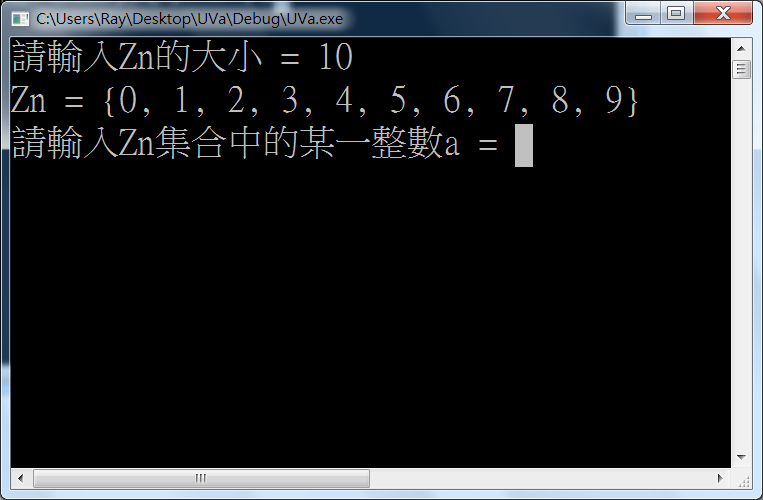 C:\Users\Ray\Desktop\UVa\Debug\UVa.exe
請輸入Zn的大小 = 10
Zn = {0, 1, 2, 3, 4, 5, 6, 7, 8, 9}
請輸入Zn集合中的某一整數a =